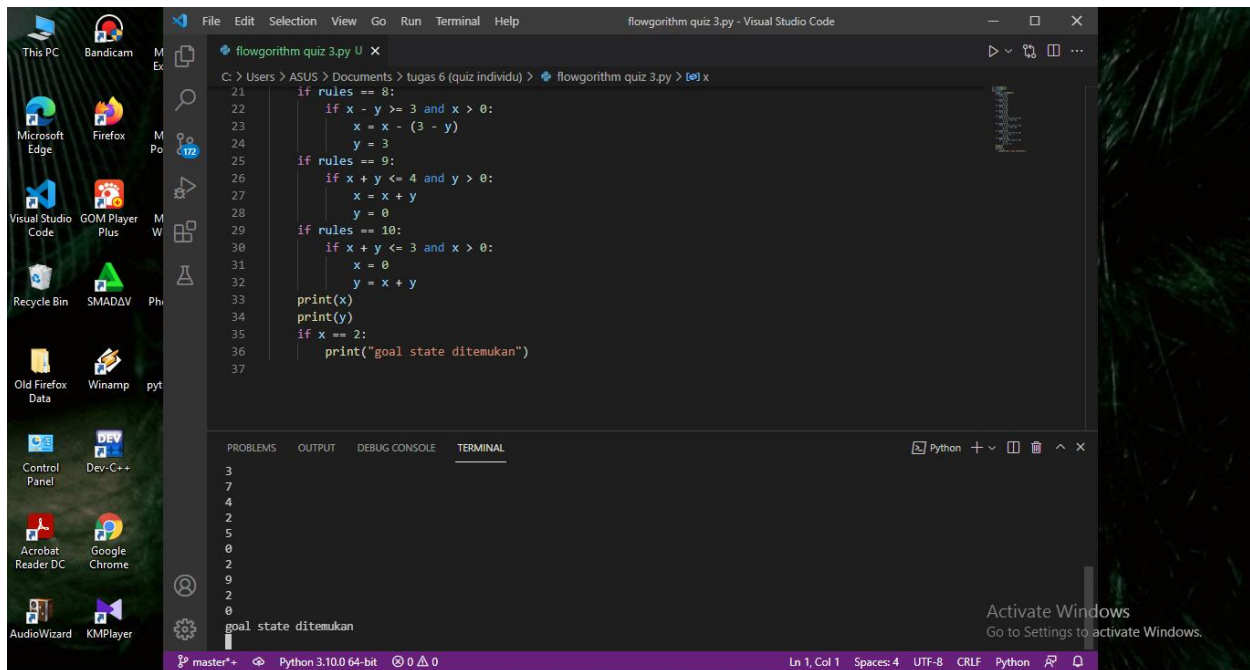 This PC
Bandicam
M
Ex
Microsoft
Edge
Firefox
M
Po
Visual Studio
Code
GOM Player
Plus
M
W
Recycle Bin
SMADΔV
Pho
Old Firefox
Data
Winamp
pyt
Control
Panel
DEV
Dev-C++
Acrobat
Reader DC
Google
Chrome
AudioWizard
KMPlayer
File Edit Selection View Go Run Terminal Help
flowgorithm quiz 3.py - Visual Studio Code
flowgorithm quiz 3.py U
C: > Users > ASUS > Documents > tugas 6 (quiz individu) > flowgorithm quiz 3.py > x
172
21 if rules == 8:
22 if x - y >= 3 and x > 0:
23 x = x - (3 - y)
24 y = 3
25 if rules == 9:
26 if x + y <= 4 and y > 0:
27 x = x + y
28 y = 0
29 if rules == 10:
30 if x + y <= 3 and x > 0:
31 x = 0
32 y = x + y
33 print(x)
34 print(y)
35 if x == 2:
36 print("goal state ditemukan")
37
PROBLEMS OUTPUT DEBUG CONSOLE TERMINAL
Python
3
7
4
2
5
0
2
9
2
0
goal state ditemukan
Activate Windows
Go to Settings to activate Windows.
master*+ Python 3.10.0 64-bit 0 0
Ln 1, Col 1 Spaces: 4 UTF-8 CRLF Python